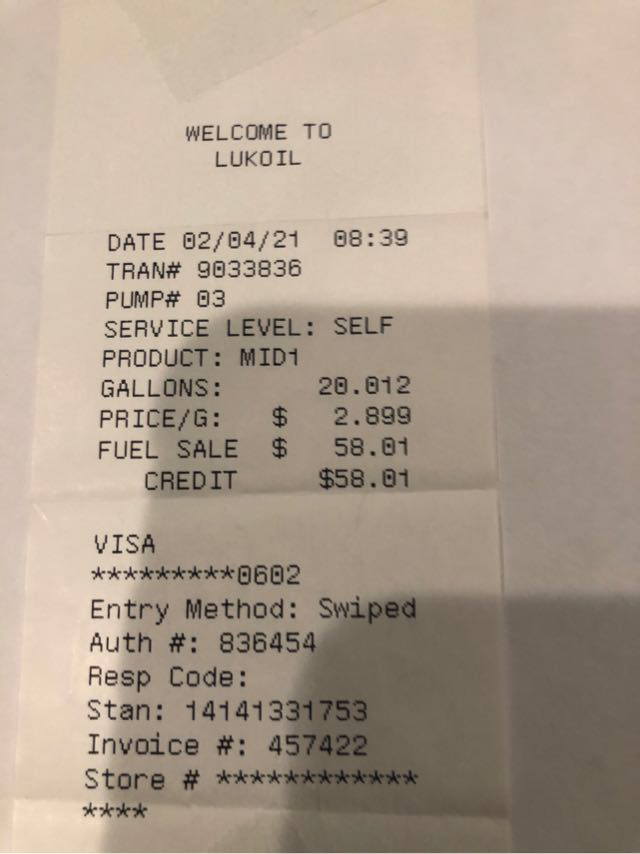 WELCOME TO
LUKOIL
DATE 02/04/21 08:39
TRAN# 9033836
PUMP# 03
SERVICE LEVEL: SELF
PRODUCT: MID1
GALLONS: 20.012
PRICE/G: $ 2.899
FUEL SALE $ 58.01
CREDIT $58.01
VISA
*********0602
Entry Method: Swiped
Auth #: 836454
Resp Code:
Stan: 14141331753
Invoice #: 457422
Store # ************
****